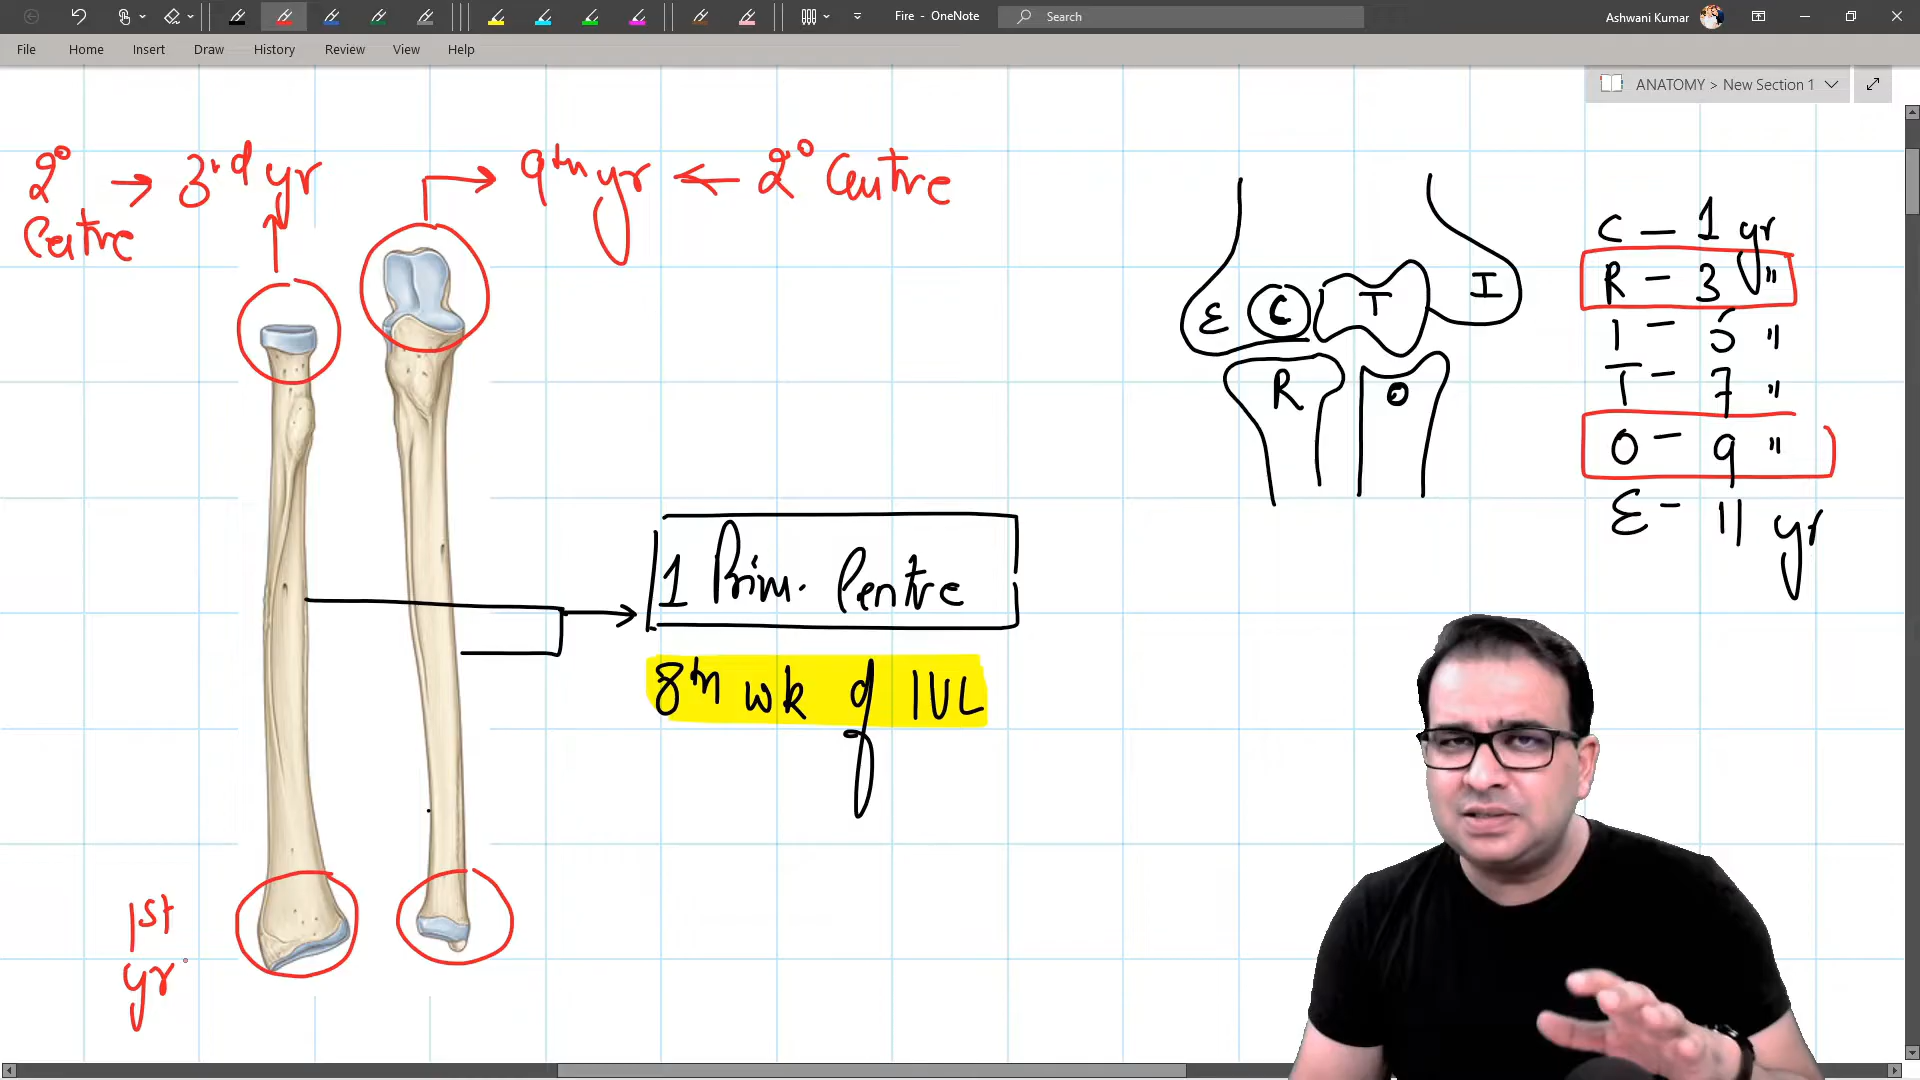 Fire - OneNote
Search
Ashwani Kumar
File Home Insert Draw History Review View Help
ANATOMY > New Section 1
2° Centre → 3rd yr
9th yr ← 2° Centre
E C T I
R O
C — 1 yr
R — 3 "
I — 5 "
T — 7 "
O — 9 "
E — 11 yr
1 Prim. Centre
8th wk of IUL
1st
yr